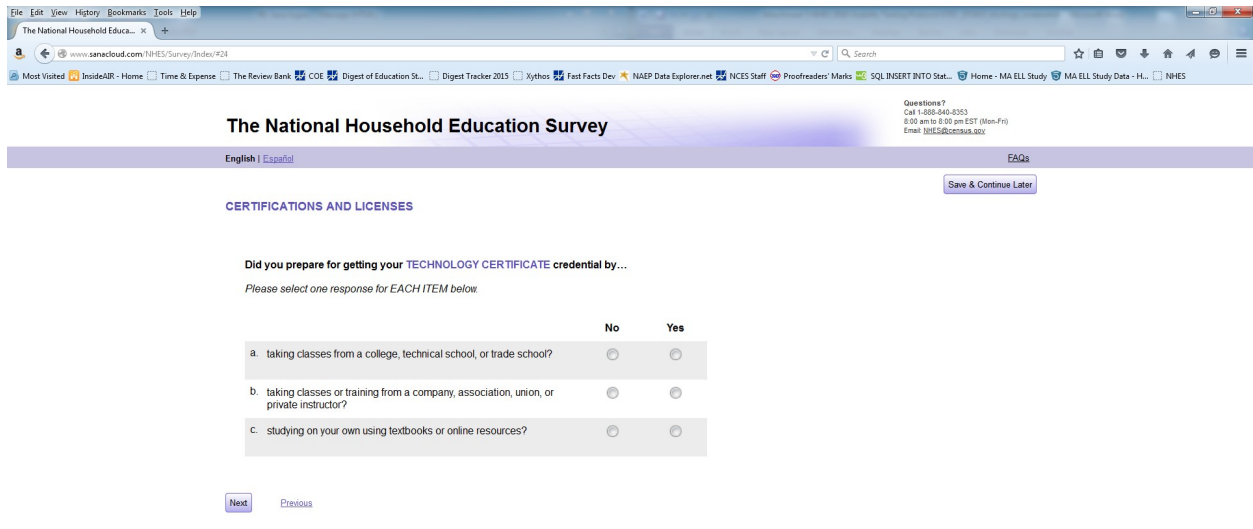 File Edit View History Bookmarks Tools Help
The National Household Educa... × +
www.sanacloud.com/NHES/Survey/Index/#24
Search
Most Visited InsideAIR - Home Time & Expense The Review Bank COE Digest of Education St... Digest Tracker 2015 Xythos Fast Facts Dev NAEP Data Explorer.net NCES Staff Proofreaders' Marks SQL INSERT INTO Stat... Home - MA ELL Study MA ELL Study Data - H... NHES
The National Household Education Survey
Questions?
Call 1-888-840-8353
8:00 am to 8:00 pm EST (Mon-Fri)
Email: NHES@census.gov
English | Español
FAQs
Save & Continue Later
CERTIFICATIONS AND LICENSES
Did you prepare for getting your TECHNOLOGY CERTIFICATE credential by…
Please select one response for EACH ITEM below.
No Yes
a. taking classes from a college, technical school, or trade school?
b. taking classes or training from a company, association, union, or
private instructor?
c. studying on your own using textbooks or online resources?
Next Previous